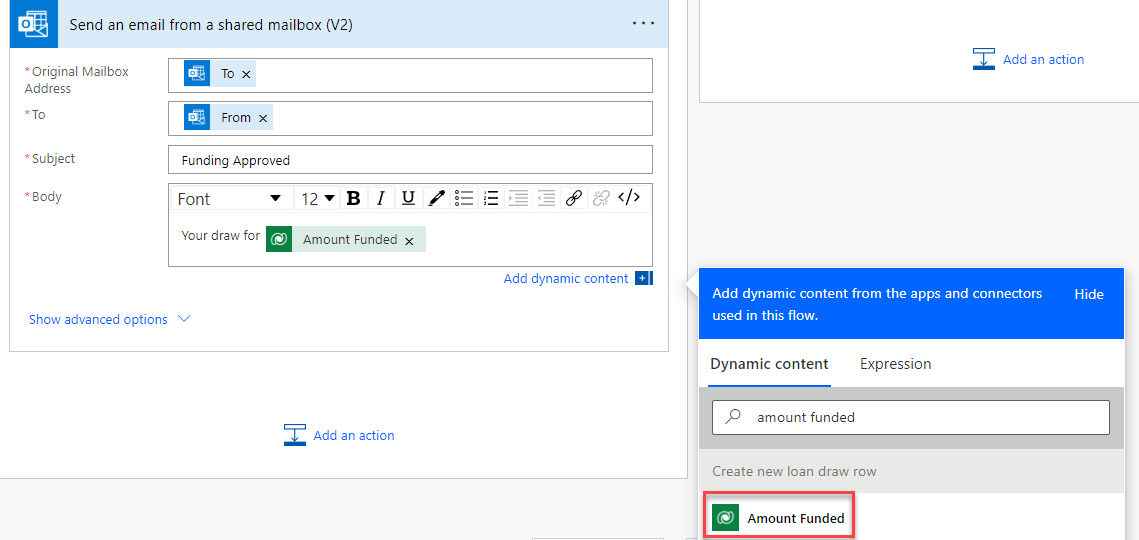 Send an email from a shared mailbox (V2)
...
*Original Mailbox
Address
To ×
*To
From ×
*Subject
Funding Approved
*Body
Font 12 B I U </>
Your draw for Amount Funded ×
Add dynamic content
Show advanced options
Add an action
Add an action
Add dynamic content from the apps and connectors
used in this flow.
Hide
Dynamic content Expression
amount funded
Create new loan draw row
Amount Funded